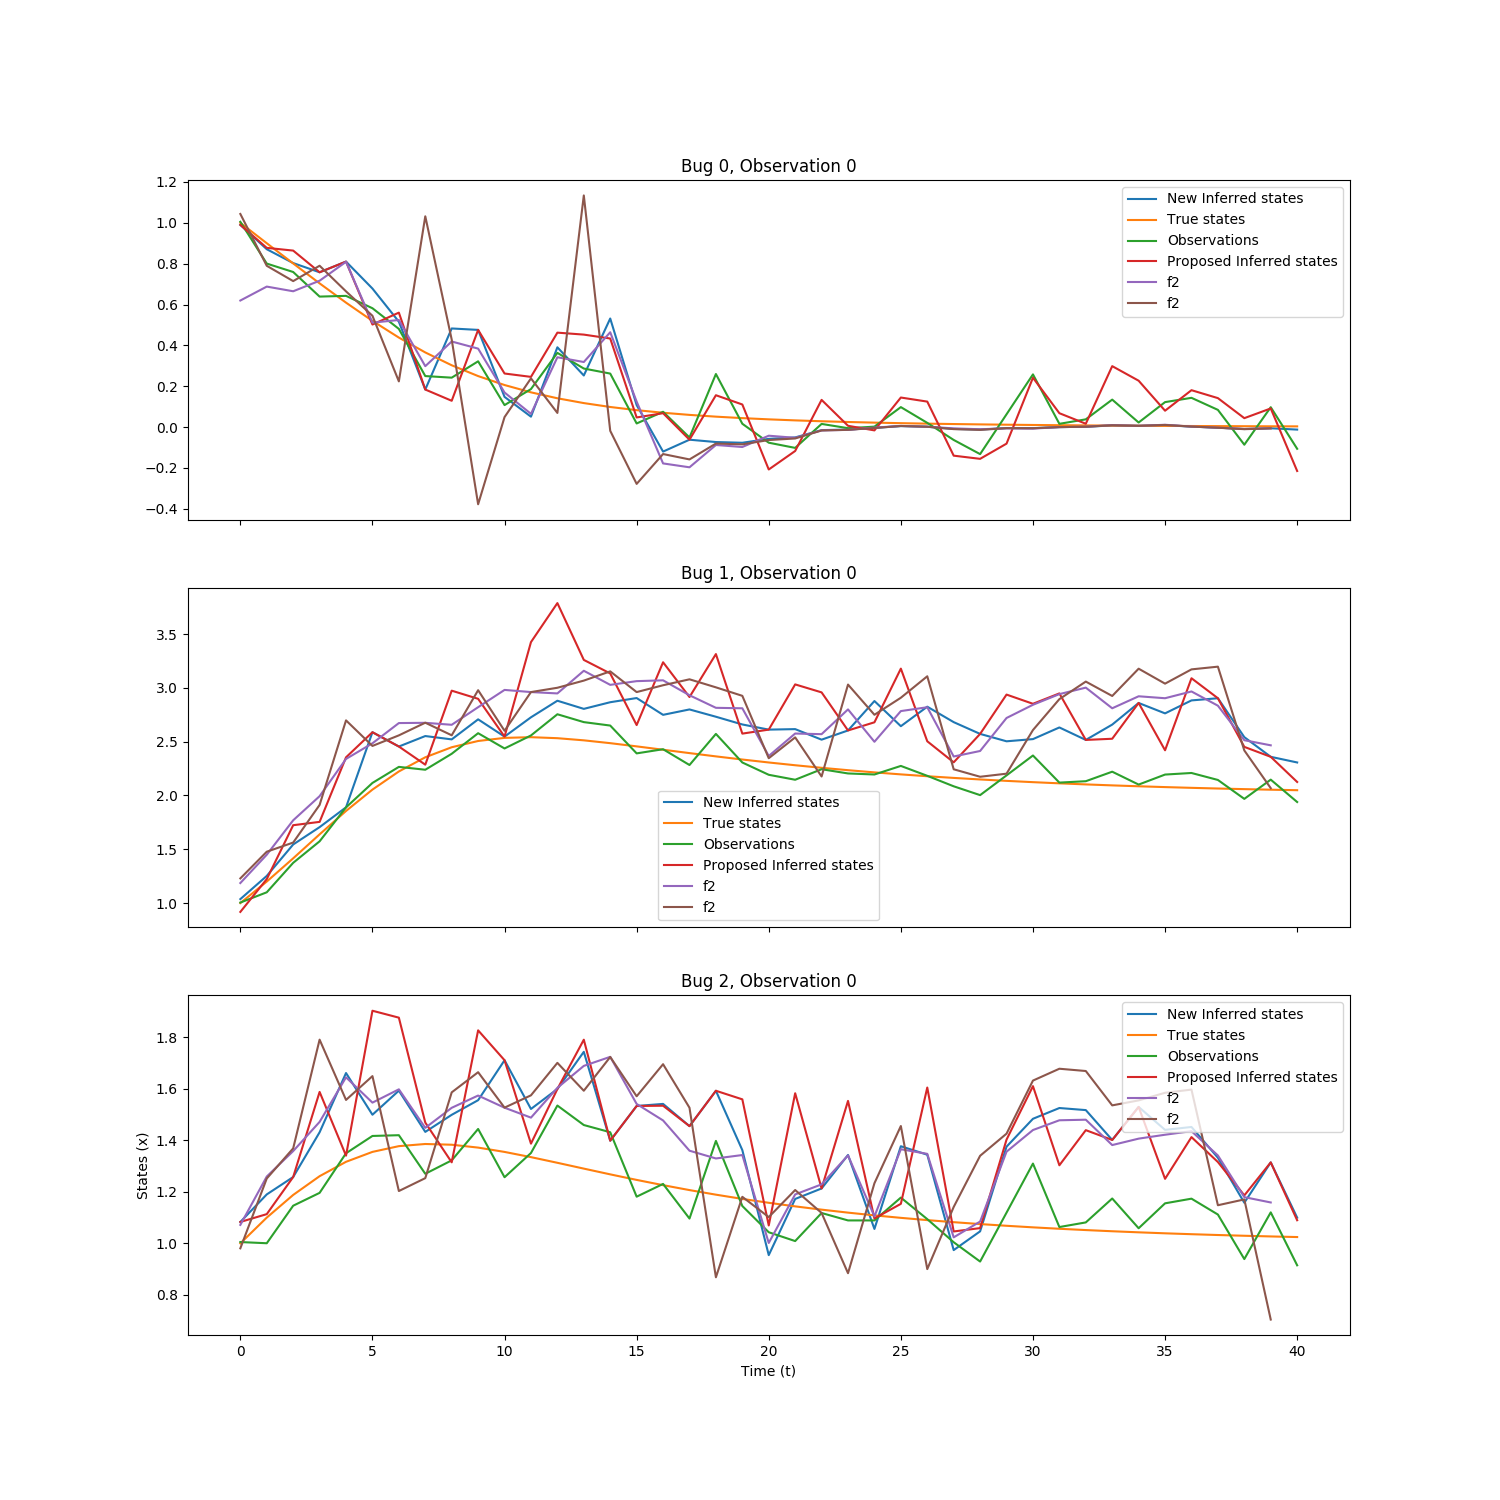 Bug 0, Observation 0
1.2
1.0
0.8
0.6
0.4
0.2
0.0
−0.2
−0.4
New Inferred states
True states
Observations
Proposed Inferred states
f2
f2
Bug 1, Observation 0
3.5
3.0
2.5
2.0
1.5
1.0
New Inferred states
True states
Observations
Proposed Inferred states
f2
f2
Bug 2, Observation 0
States (x)
1.8
1.6
1.4
1.2
1.0
0.8
New Inferred states
True states
Observations
Proposed Inferred states
f2
f2
0 5 10 15 20 25 30 35 40
Time (t)